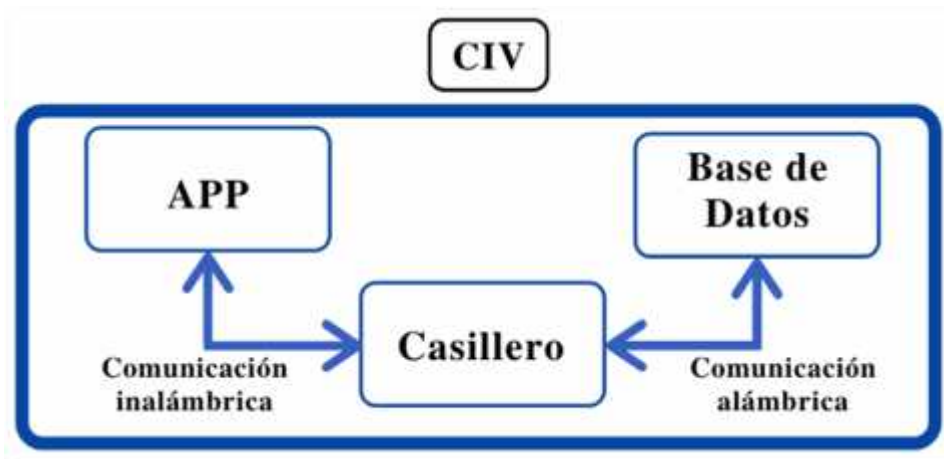 CIV
APP
Base de
Datos
Casillero
Comunicación
inalámbrica
Comunicación
alámbrica